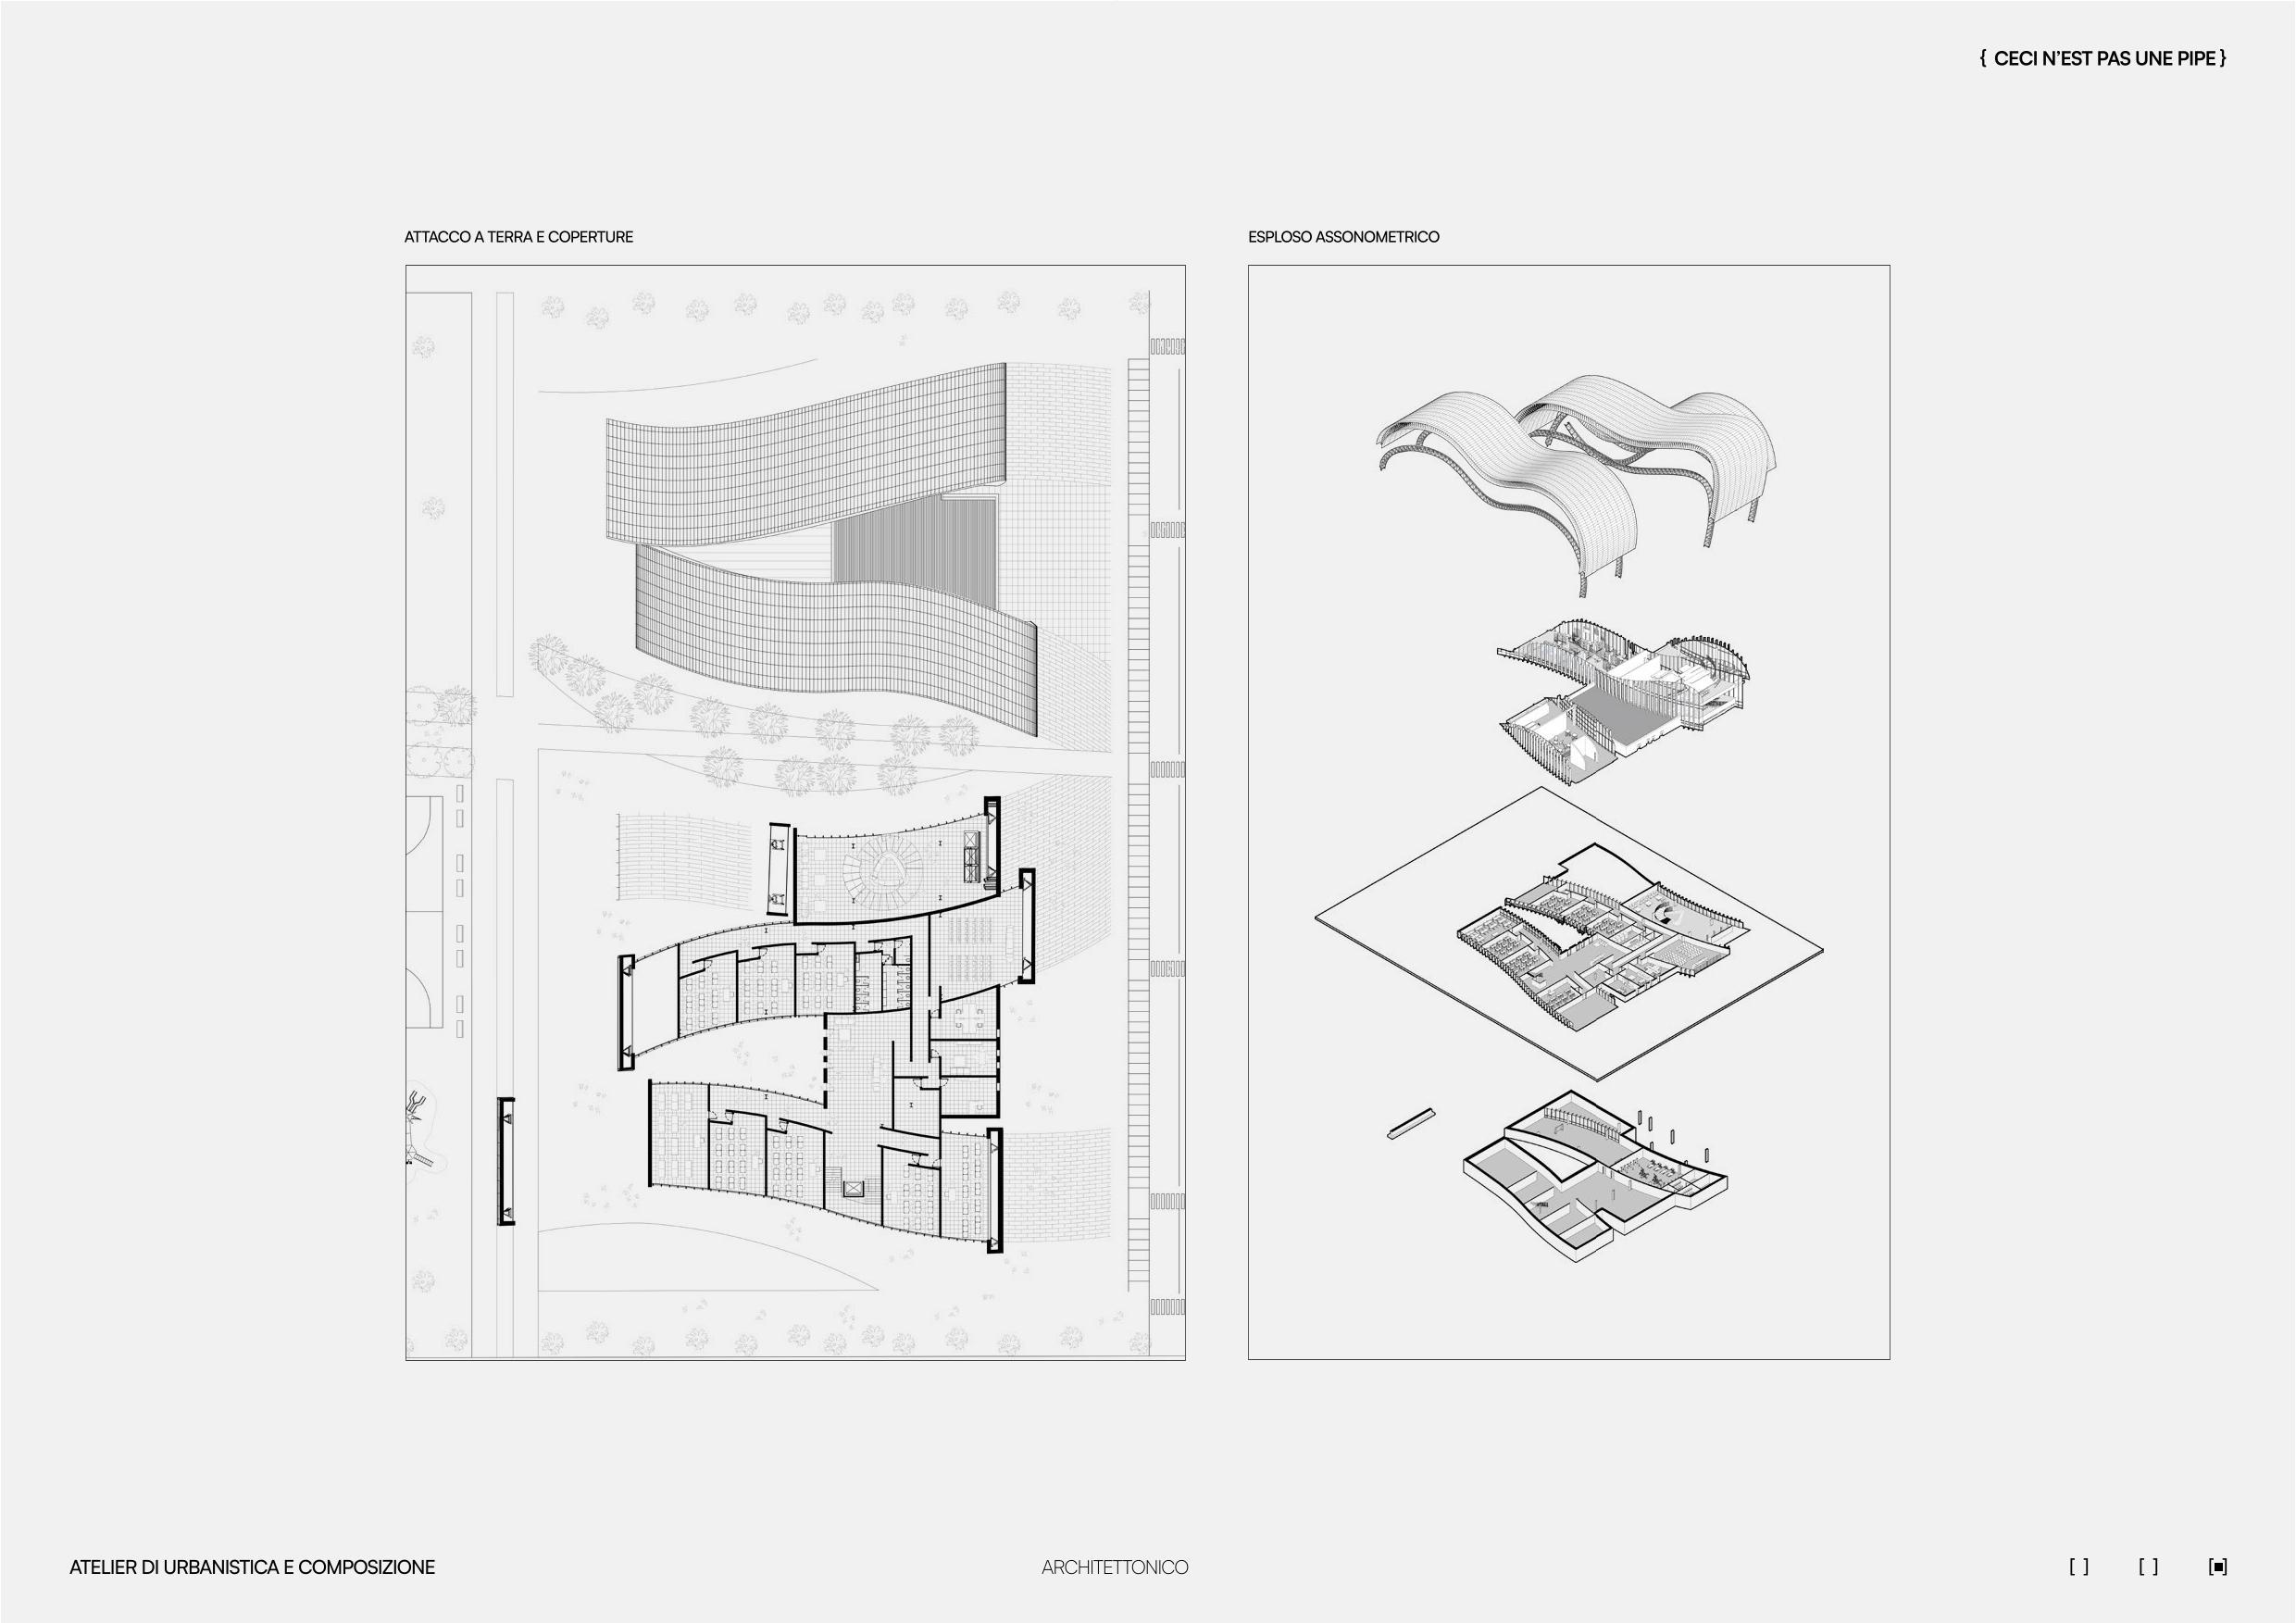 { CECI N'EST PAS UNE PIPE }
ATTACCO A TERRA E COPERTURE
ESPLOSO ASSONOMETRICO
ATELIER DI URBANISTICA E COMPOSIZIONE
ARCHITETTONICO
[ ] [ ] [■]